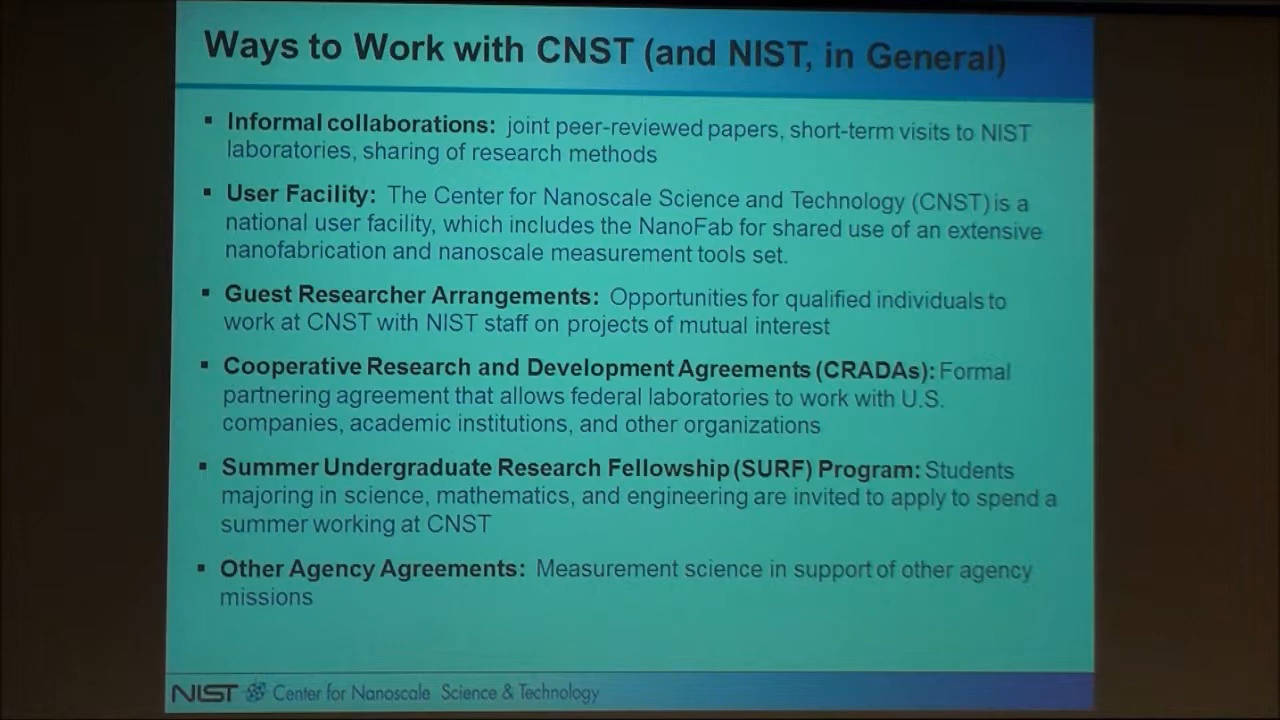 Ways to Work with CNST (and NIST, in General)
▪ Informal collaborations: joint peer-reviewed papers, short-term visits to NIST
laboratories, sharing of research methods
▪ User Facility: The Center for Nanoscale Science and Technology (CNST) is a
national user facility, which includes the NanoFab for shared use of an extensive
nanofabrication and nanoscale measurement tools set.
▪ Guest Researcher Arrangements: Opportunities for qualified individuals to
work at CNST with NIST staff on projects of mutual interest
▪ Cooperative Research and Development Agreements (CRADAs): Formal
partnering agreement that allows federal laboratories to work with U.S.
companies, academic institutions, and other organizations
▪ Summer Undergraduate Research Fellowship (SURF) Program: Students
majoring in science, mathematics, and engineering are invited to apply to spend a
summer working at CNST
▪ Other Agency Agreements: Measurement science in support of other agency
missions
NIST Center for Nanoscale Science & Technology